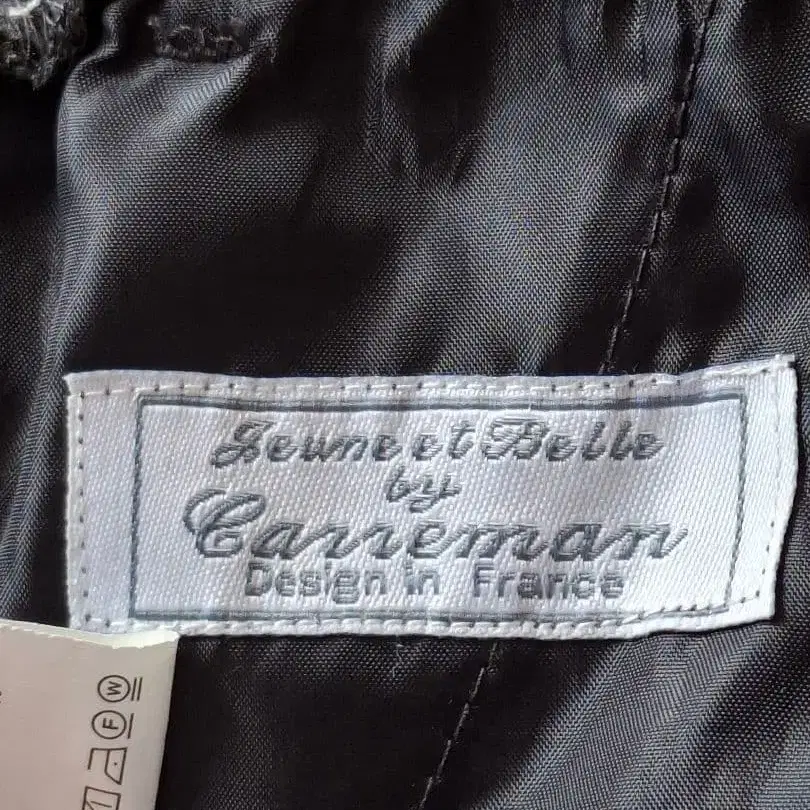 Jeune et Belle
by
Carreman
Design in France
W
F